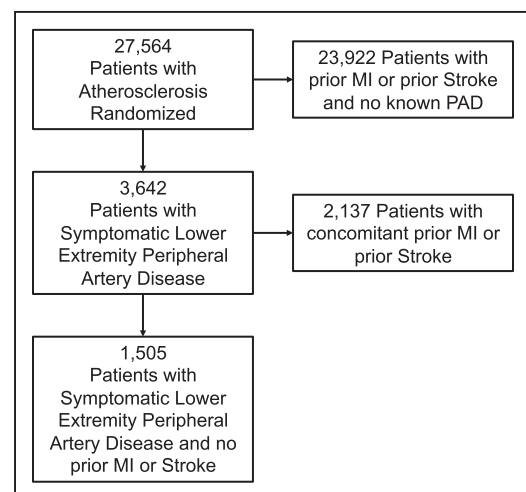 27,564
Patients with
Atherosclerosis
Randomized
23,922 Patients with
prior MI or prior Stroke
and no known PAD
3,642
Patients with
Symptomatic Lower
Extremity Peripheral
Artery Disease
2,137 Patients with
concomitant prior MI or
prior Stroke
1,505
Patients with
Symptomatic Lower
Extremity Peripheral
Artery Disease and no
prior MI or Stroke